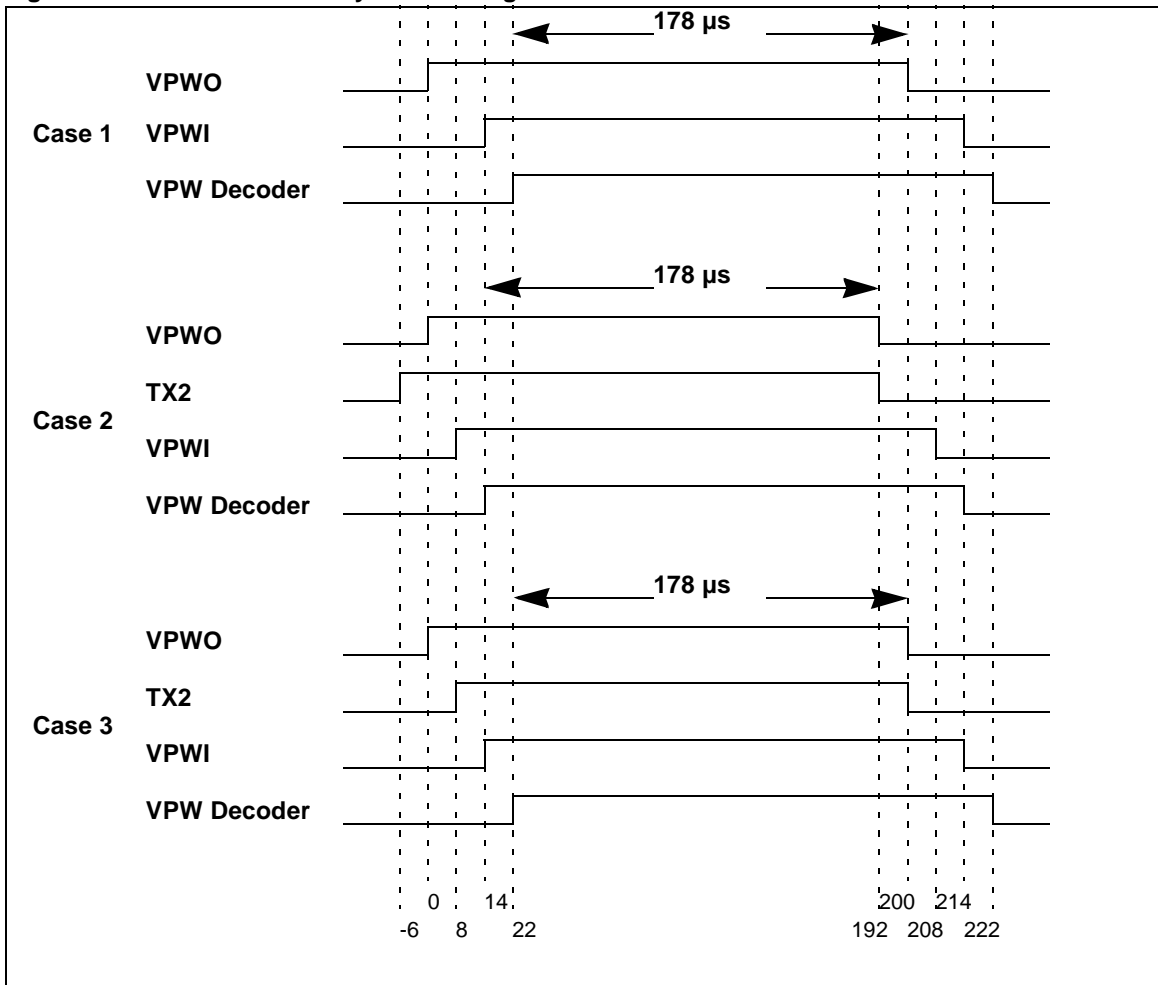 178 µs
VPWO
Case 1 VPWI
VPW Decoder
178 µs
VPWO
TX2
Case 2
VPWI
VPW Decoder
178 µs
VPWO
TX2
Case 3
VPWI
VPW Decoder
0 14 200 214
-6 8 22 192 208 222